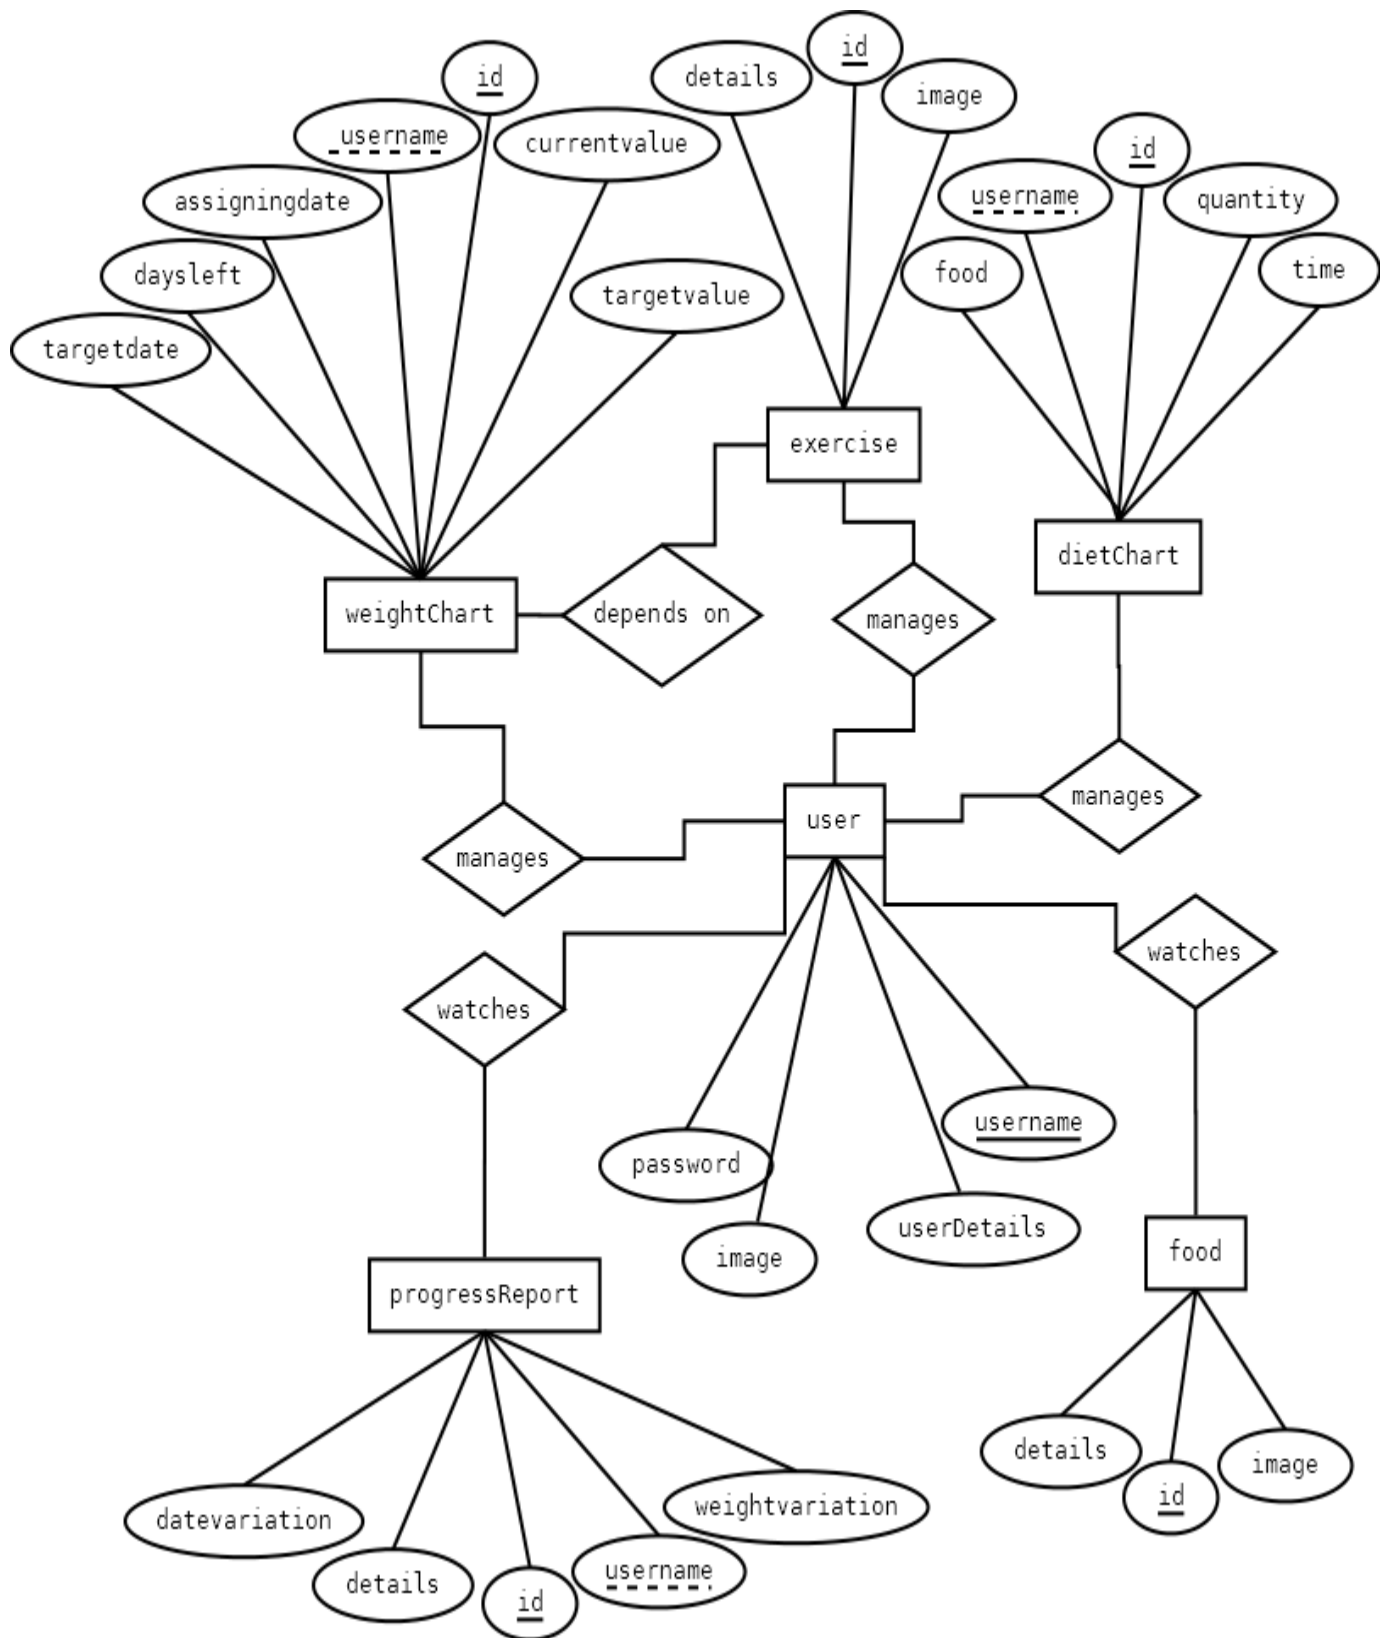 id
details
id
image
username
currentvalue
id
assigningdate
username
quantity
daysleft
targetvalue
food
time
targetdate
exercise
dietChart
weightChart
depends on
manages
manages
user
manages
watches
watches
username
password
userDetails
image
food
progressReport
details
image
id
datevariation
weightvariation
details
id
username